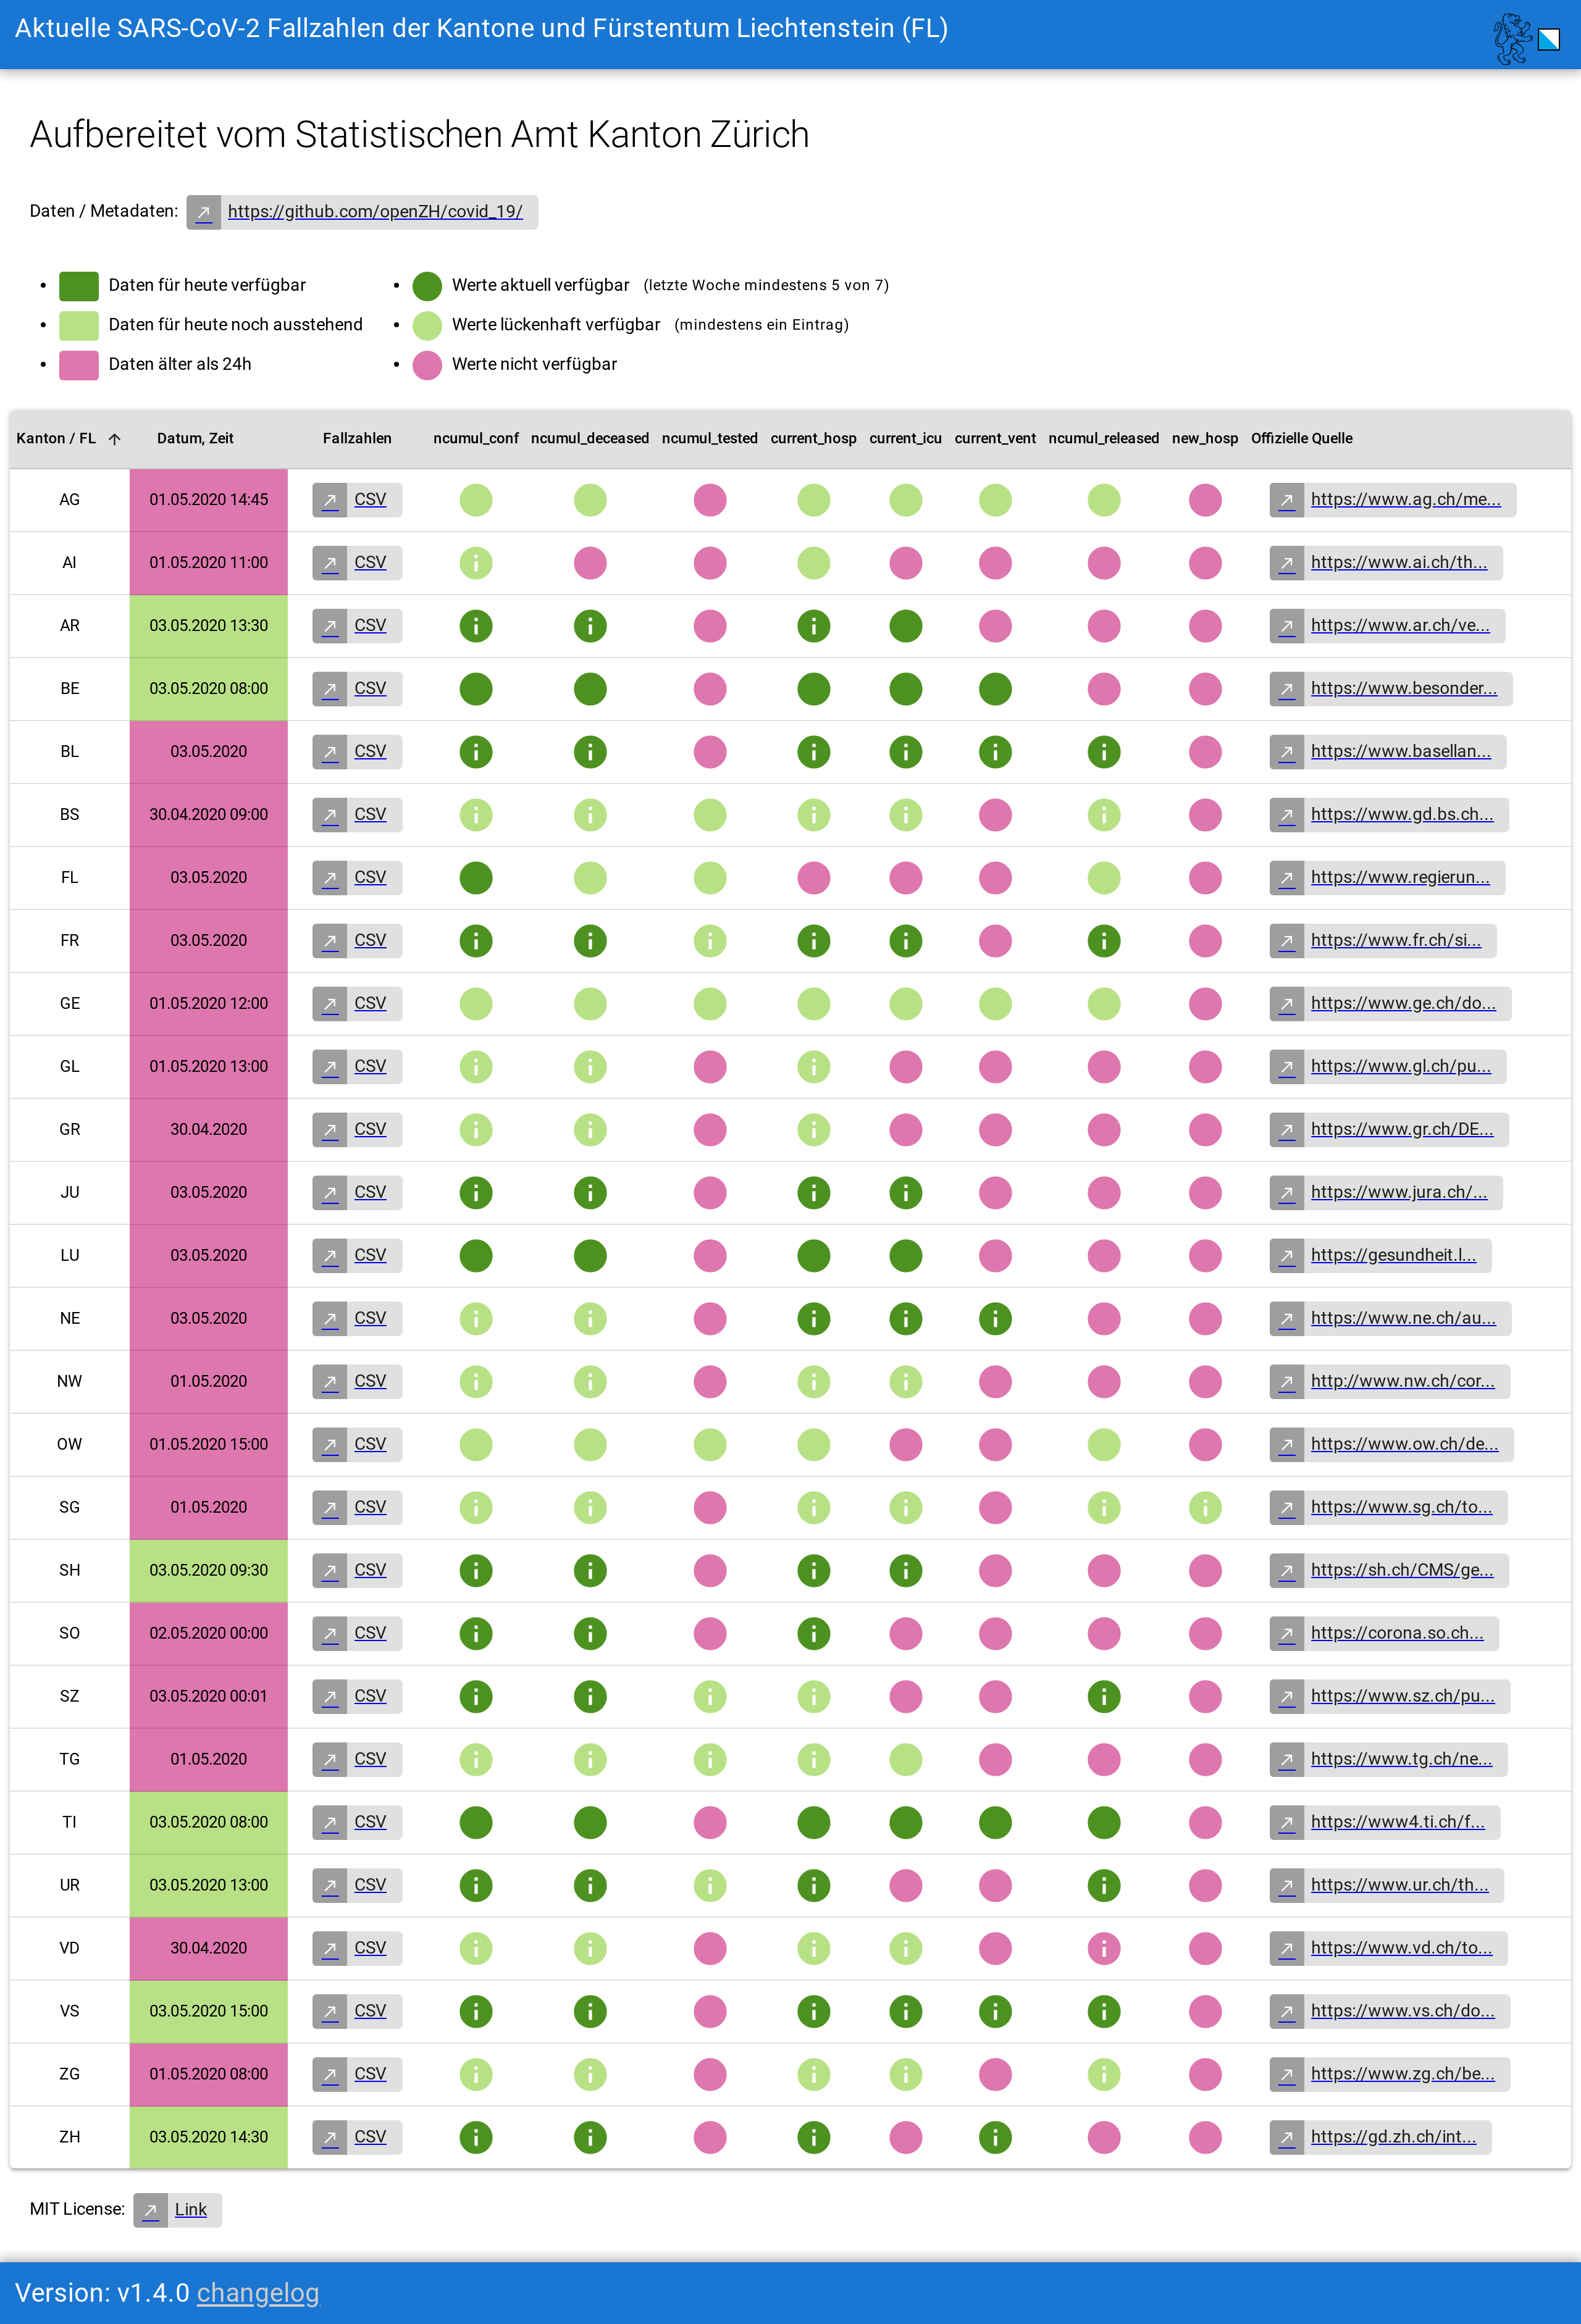 Aktuelle SARS-CoV-2 Fallzahlen der Kantone und Fürstentum Liechtenstein (FL)
Aufbereitet vom Statistischen Amt Kanton Zürich
Daten / Metadaten: https://github.com/openZH/covid_19/
Daten für heute verfügbar
Daten für heute noch ausstehend
Daten älter als 24h
Werte aktuell verfügbar (letzte Woche mindestens 5 von 7)
Werte lückenhaft verfügbar (mindestens ein Eintrag)
Werte nicht verfügbar
Kanton / FL Datum, Zeit Fallzahlen ncumul_conf ncumul_deceased ncumul_tested current_hosp current_icu current_vent ncumul_released new_hosp Offizielle Quelle
AG 01.05.2020 14:45 CSV https://www.ag.ch/me...
AI 01.05.2020 11:00 CSV https://www.ai.ch/th...
AR 03.05.2020 13:30 CSV https://www.ar.ch/ve...
BE 03.05.2020 08:00 CSV https://www.besonder...
BL 03.05.2020 CSV https://www.basellan...
BS 30.04.2020 09:00 CSV https://www.gd.bs.ch...
FL 03.05.2020 CSV https://www.regierun...
FR 03.05.2020 CSV https://www.fr.ch/si...
GE 01.05.2020 12:00 CSV https://www.ge.ch/do...
GL 01.05.2020 13:00 CSV https://www.gl.ch/pu...
GR 30.04.2020 CSV https://www.gr.ch/DE...
JU 03.05.2020 CSV https://www.jura.ch/...
LU 03.05.2020 CSV https://gesundheit.l...
NE 03.05.2020 CSV https://www.ne.ch/au...
NW 01.05.2020 CSV http://www.nw.ch/cor...
OW 01.05.2020 15:00 CSV https://www.ow.ch/de...
SG 01.05.2020 CSV https://www.sg.ch/to...
SH 03.05.2020 09:30 CSV https://sh.ch/CMS/ge...
SO 02.05.2020 00:00 CSV https://corona.so.ch...
SZ 03.05.2020 00:01 CSV https://www.sz.ch/pu...
TG 01.05.2020 CSV https://www.tg.ch/ne...
TI 03.05.2020 08:00 CSV https://www4.ti.ch/f...
UR 03.05.2020 13:00 CSV https://www.ur.ch/th...
VD 30.04.2020 CSV https://www.vd.ch/to...
VS 03.05.2020 15:00 CSV https://www.vs.ch/do...
ZG 01.05.2020 08:00 CSV https://www.zg.ch/be...
ZH 03.05.2020 14:30 CSV https://gd.zh.ch/int...
MIT License: Link
Version: v1.4.0 changelog